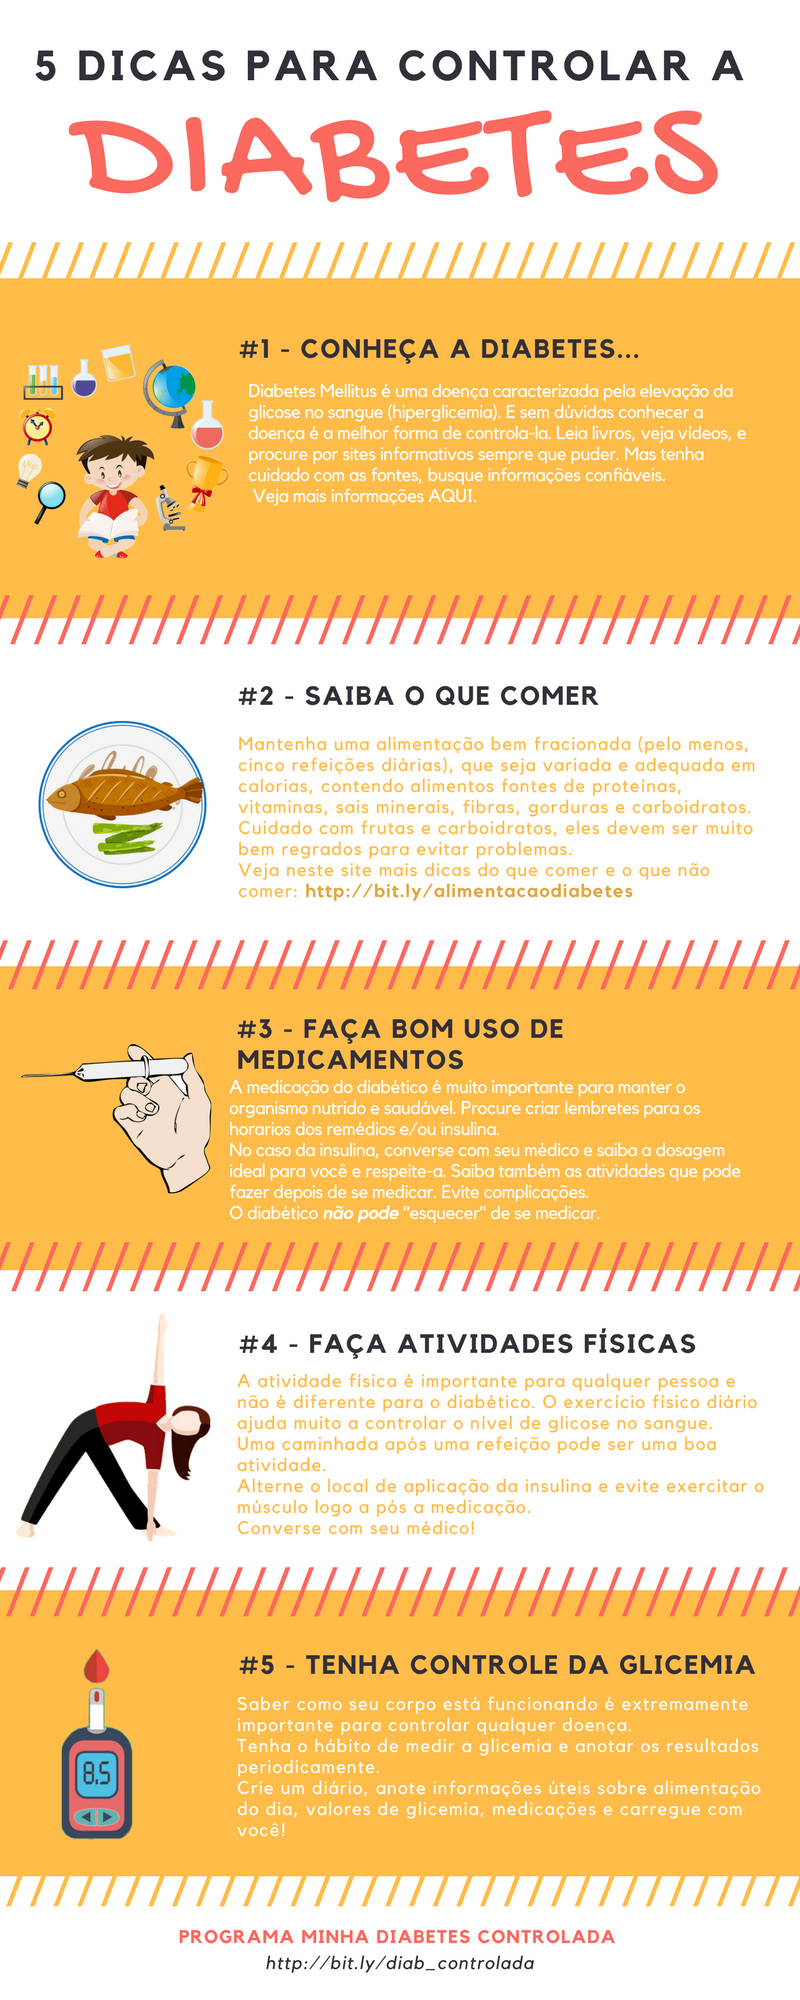 5 DICAS PARA CONTROLAR A
DIABETES
#1 - CONHEÇA A DIABETES...
Diabetes Mellitus é uma doença caracterizada pela elevação da
glicose no sangue (hiperglicemia). E sem dúvidas conhecer a
doença é a melhor forma de controla-la. Leia livros, veja vídeos, e
procure por sites informativos sempre que puder. Mas tenha
cuidado com as fontes, busque informações confiáveis.
Veja mais informações AQUI.
#2 - SAIBA O QUE COMER
Mantenha uma alimentação bem fracionada (pelo menos,
cinco refeições diárias), que seja variada e adequada em
calorias, contendo alimentos fontes de proteínas,
vitaminas, sais minerais, fibras, gorduras e carboidratos.
Cuidado com frutas e carboidratos, eles devem ser muito
bem regrados para evitar problemas.
Veja neste site mais dicas do que comer e o que não
comer: http://bit.ly/alimentacaodiabetes
#3 - FAÇA BOM USO DE
MEDICAMENTOS
A medicação do diabético é muito importante para manter o
organismo nutrido e saudável. Procure criar lembretes para os
horarios dos remédios e/ou insulina.
No caso da insulina, converse com seu médico e saiba a dosagem
ideal para você e respeite-a. Saiba também as atividades que pode
fazer depois de se medicar. Evite complicações.
O diabético não pode "esquecer" de se medicar.
#4 - FAÇA ATIVIDADES FÍSICAS
A atividade física é importante para qualquer pessoa e
não é diferente para o diabético. O exercício físico diário
ajuda muito a controlar o nível de glicose no sangue.
Uma caminhada após uma refeição pode ser uma boa
atividade.
Alterne o local de aplicação da insulina e evite exercitar o
músculo logo a pós a medicação.
Converse com seu médico!
#5 - TENHA CONTROLE DA GLICEMIA
Saber como seu corpo está funcionando é extremamente
importante para controlar qualquer doença.
Tenha o hábito de medir a glicemia e anotar os resultados
periodicamente.
Crie um diário, anote informações úteis sobre alimentação
do dia, valores de glicemia, medicações e carregue com
você!
8.5
PROGRAMA MINHA DIABETES CONTROLADA
http://bit.ly/diab_controlada